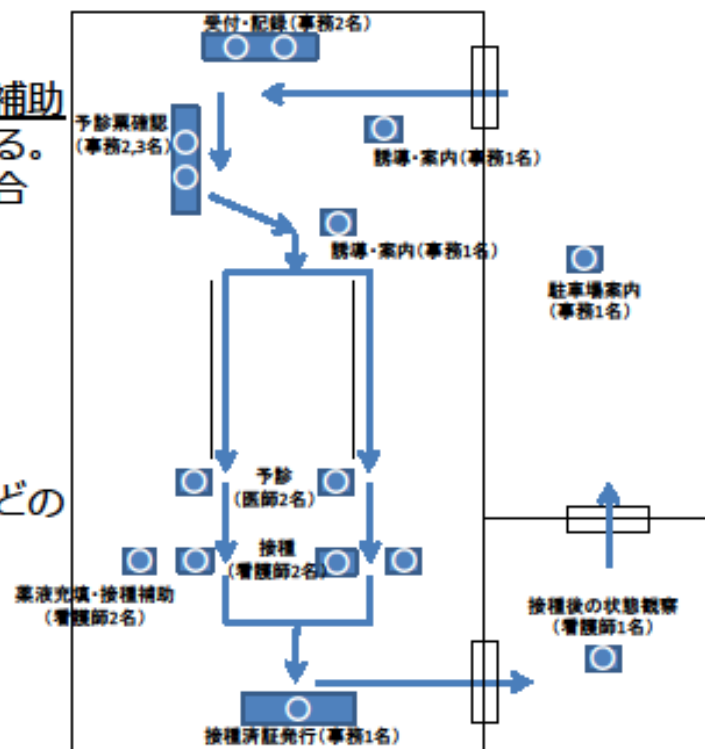 受付・記録(事務2名)
補助
る。
合
予診票確認
(事務2,3名)
誘導・案内(事務1名)
誘導・案内(事務1名)
駐車場案内
(事務1名)
予診
(医師2名)
どの
接種
(看護師2名)
薬液充填・接種補助
(看護師2名)
接種後の状態観察
(看護師1名)
接種済証発行(事務1名)